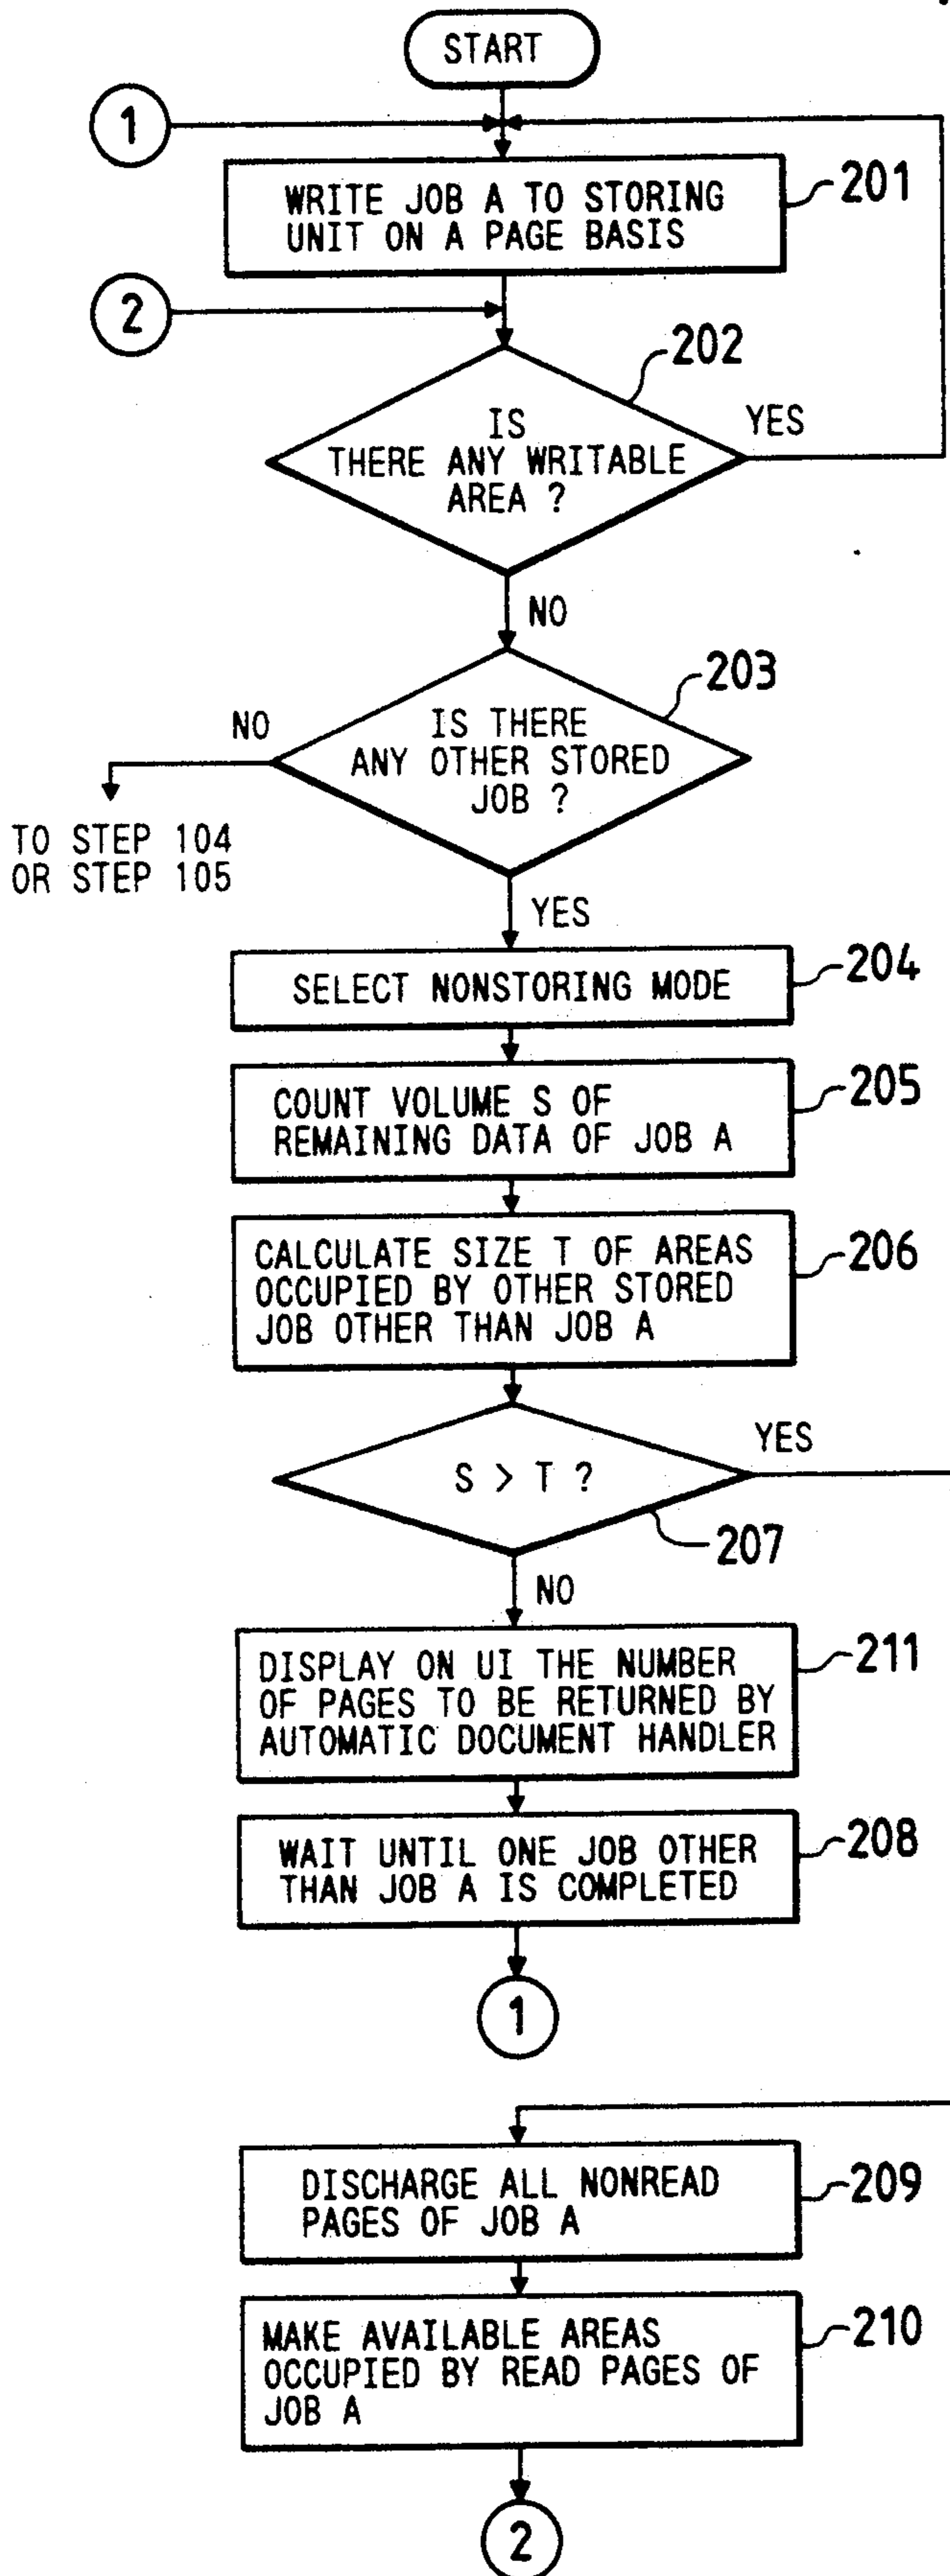 START
1
WRITE JOB A TO STORING
UNIT ON A PAGE BASIS
201
2
202
IS
THERE ANY WRITABLE
AREA ?
YES
NO
203
IS THERE
ANY OTHER STORED
JOB ?
NO
TO STEP 104
OR STEP 105
YES
SELECT NONSTORING MODE
204
COUNT VOLUME S OF
REMAINING DATA OF JOB A
205
CALCULATE SIZE T OF AREAS
OCCUPIED BY OTHER STORED
JOB OTHER THAN JOB A
206
S > T ?
YES
207
NO
DISPLAY ON UI THE NUMBER
OF PAGES TO BE RETURNED BY
AUTOMATIC DOCUMENT HANDLER
211
WAIT UNTIL ONE JOB OTHER
THAN JOB A IS COMPLETED
208
1
DISCHARGE ALL NONREAD
PAGES OF JOB A
209
MAKE AVAILABLE AREAS
OCCUPIED BY READ PAGES OF
JOB A
210
2